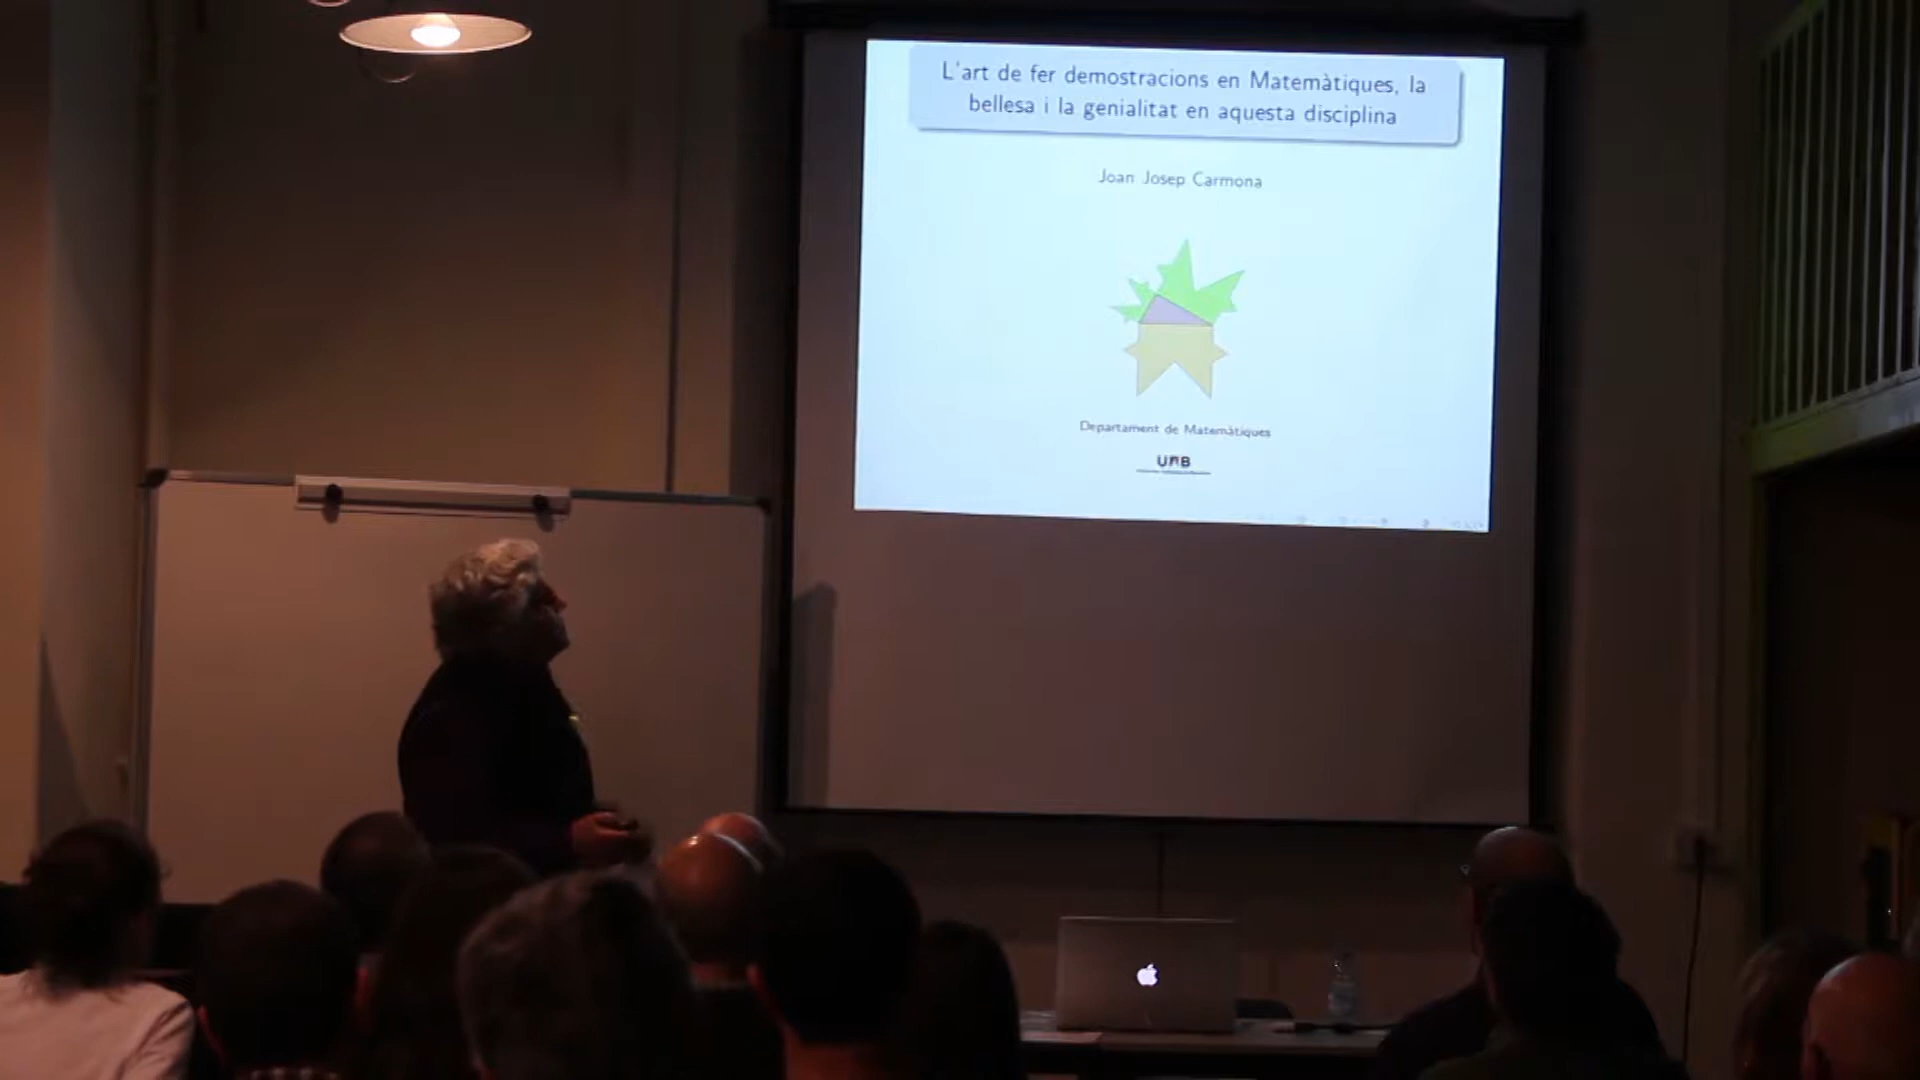 L'art de fer demostracions en Matemàtiques, la
bellesa i la genialitat en aquesta disciplina
Joan Josep Carmona
Departament de Matemàtiques
UAB